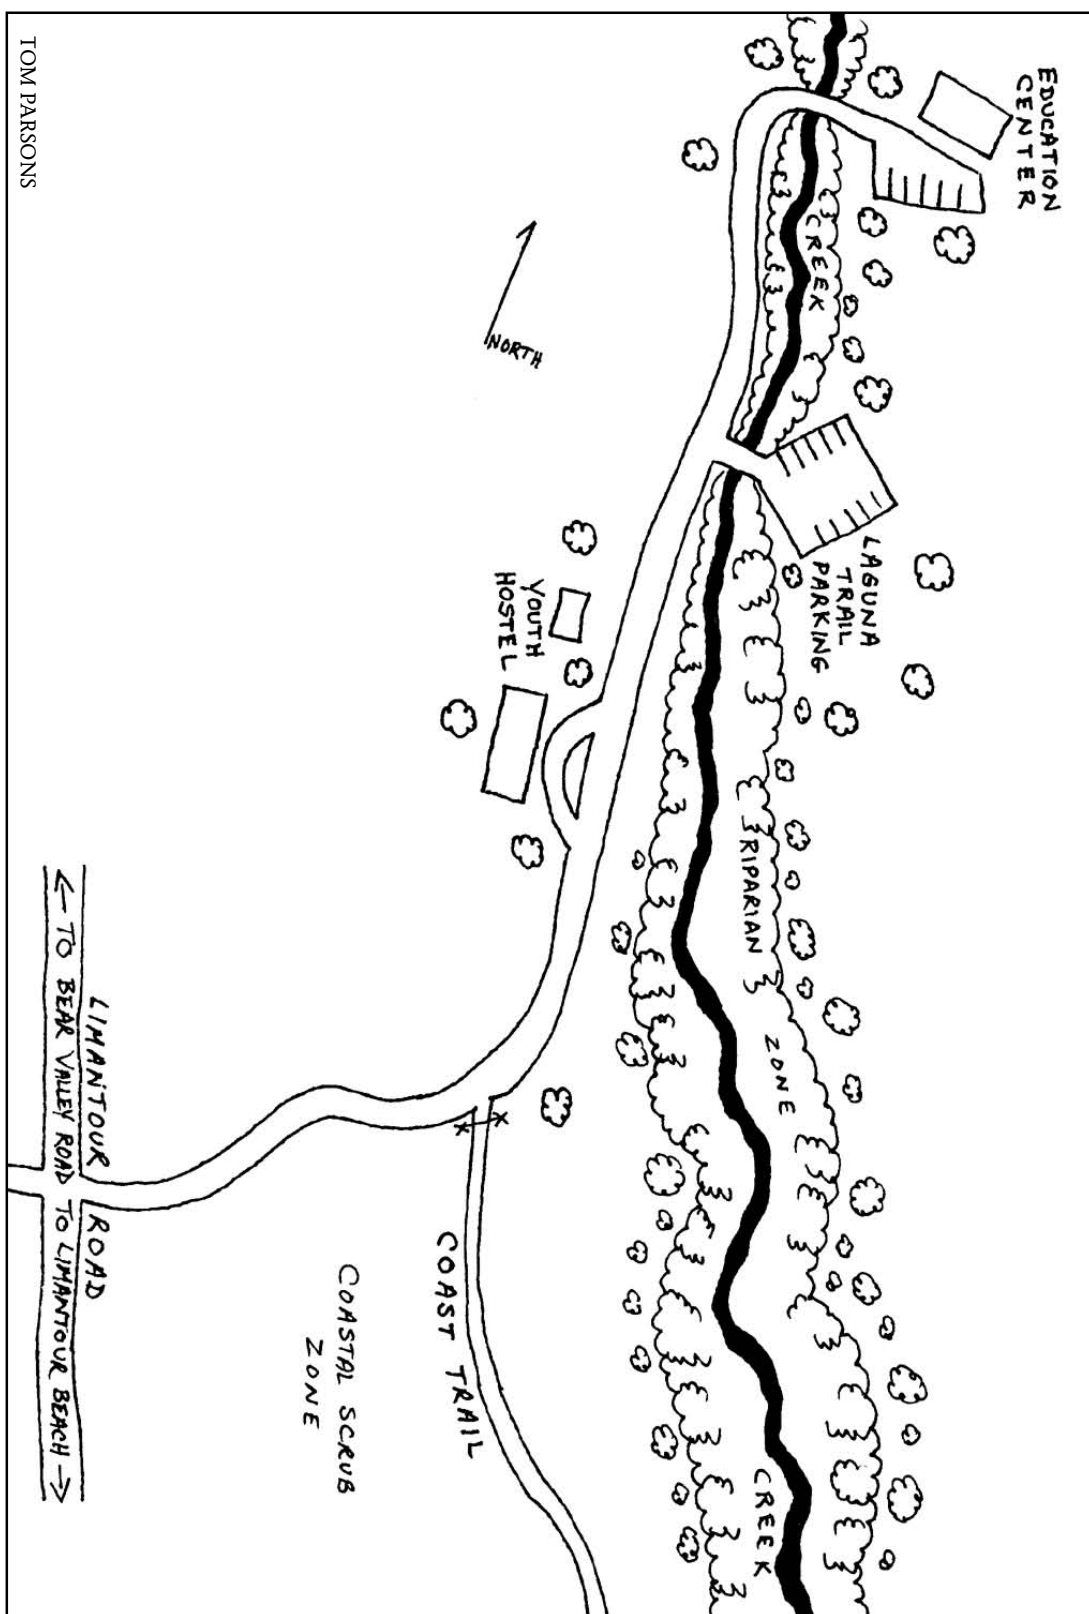 EDUCATION
CENTER
CREEK
NORTH
LAGUNA
TRAIL
PARKING
YOUTH
HOSTEL
RIPARIAN ZONE
COAST TRAIL
COASTAL SCRUB
ZONE
CREEK
LIMANTOUR ROAD
← TO BEAR VALLEY ROAD TO LIMANTOUR BEACH →
TOM PARSONS